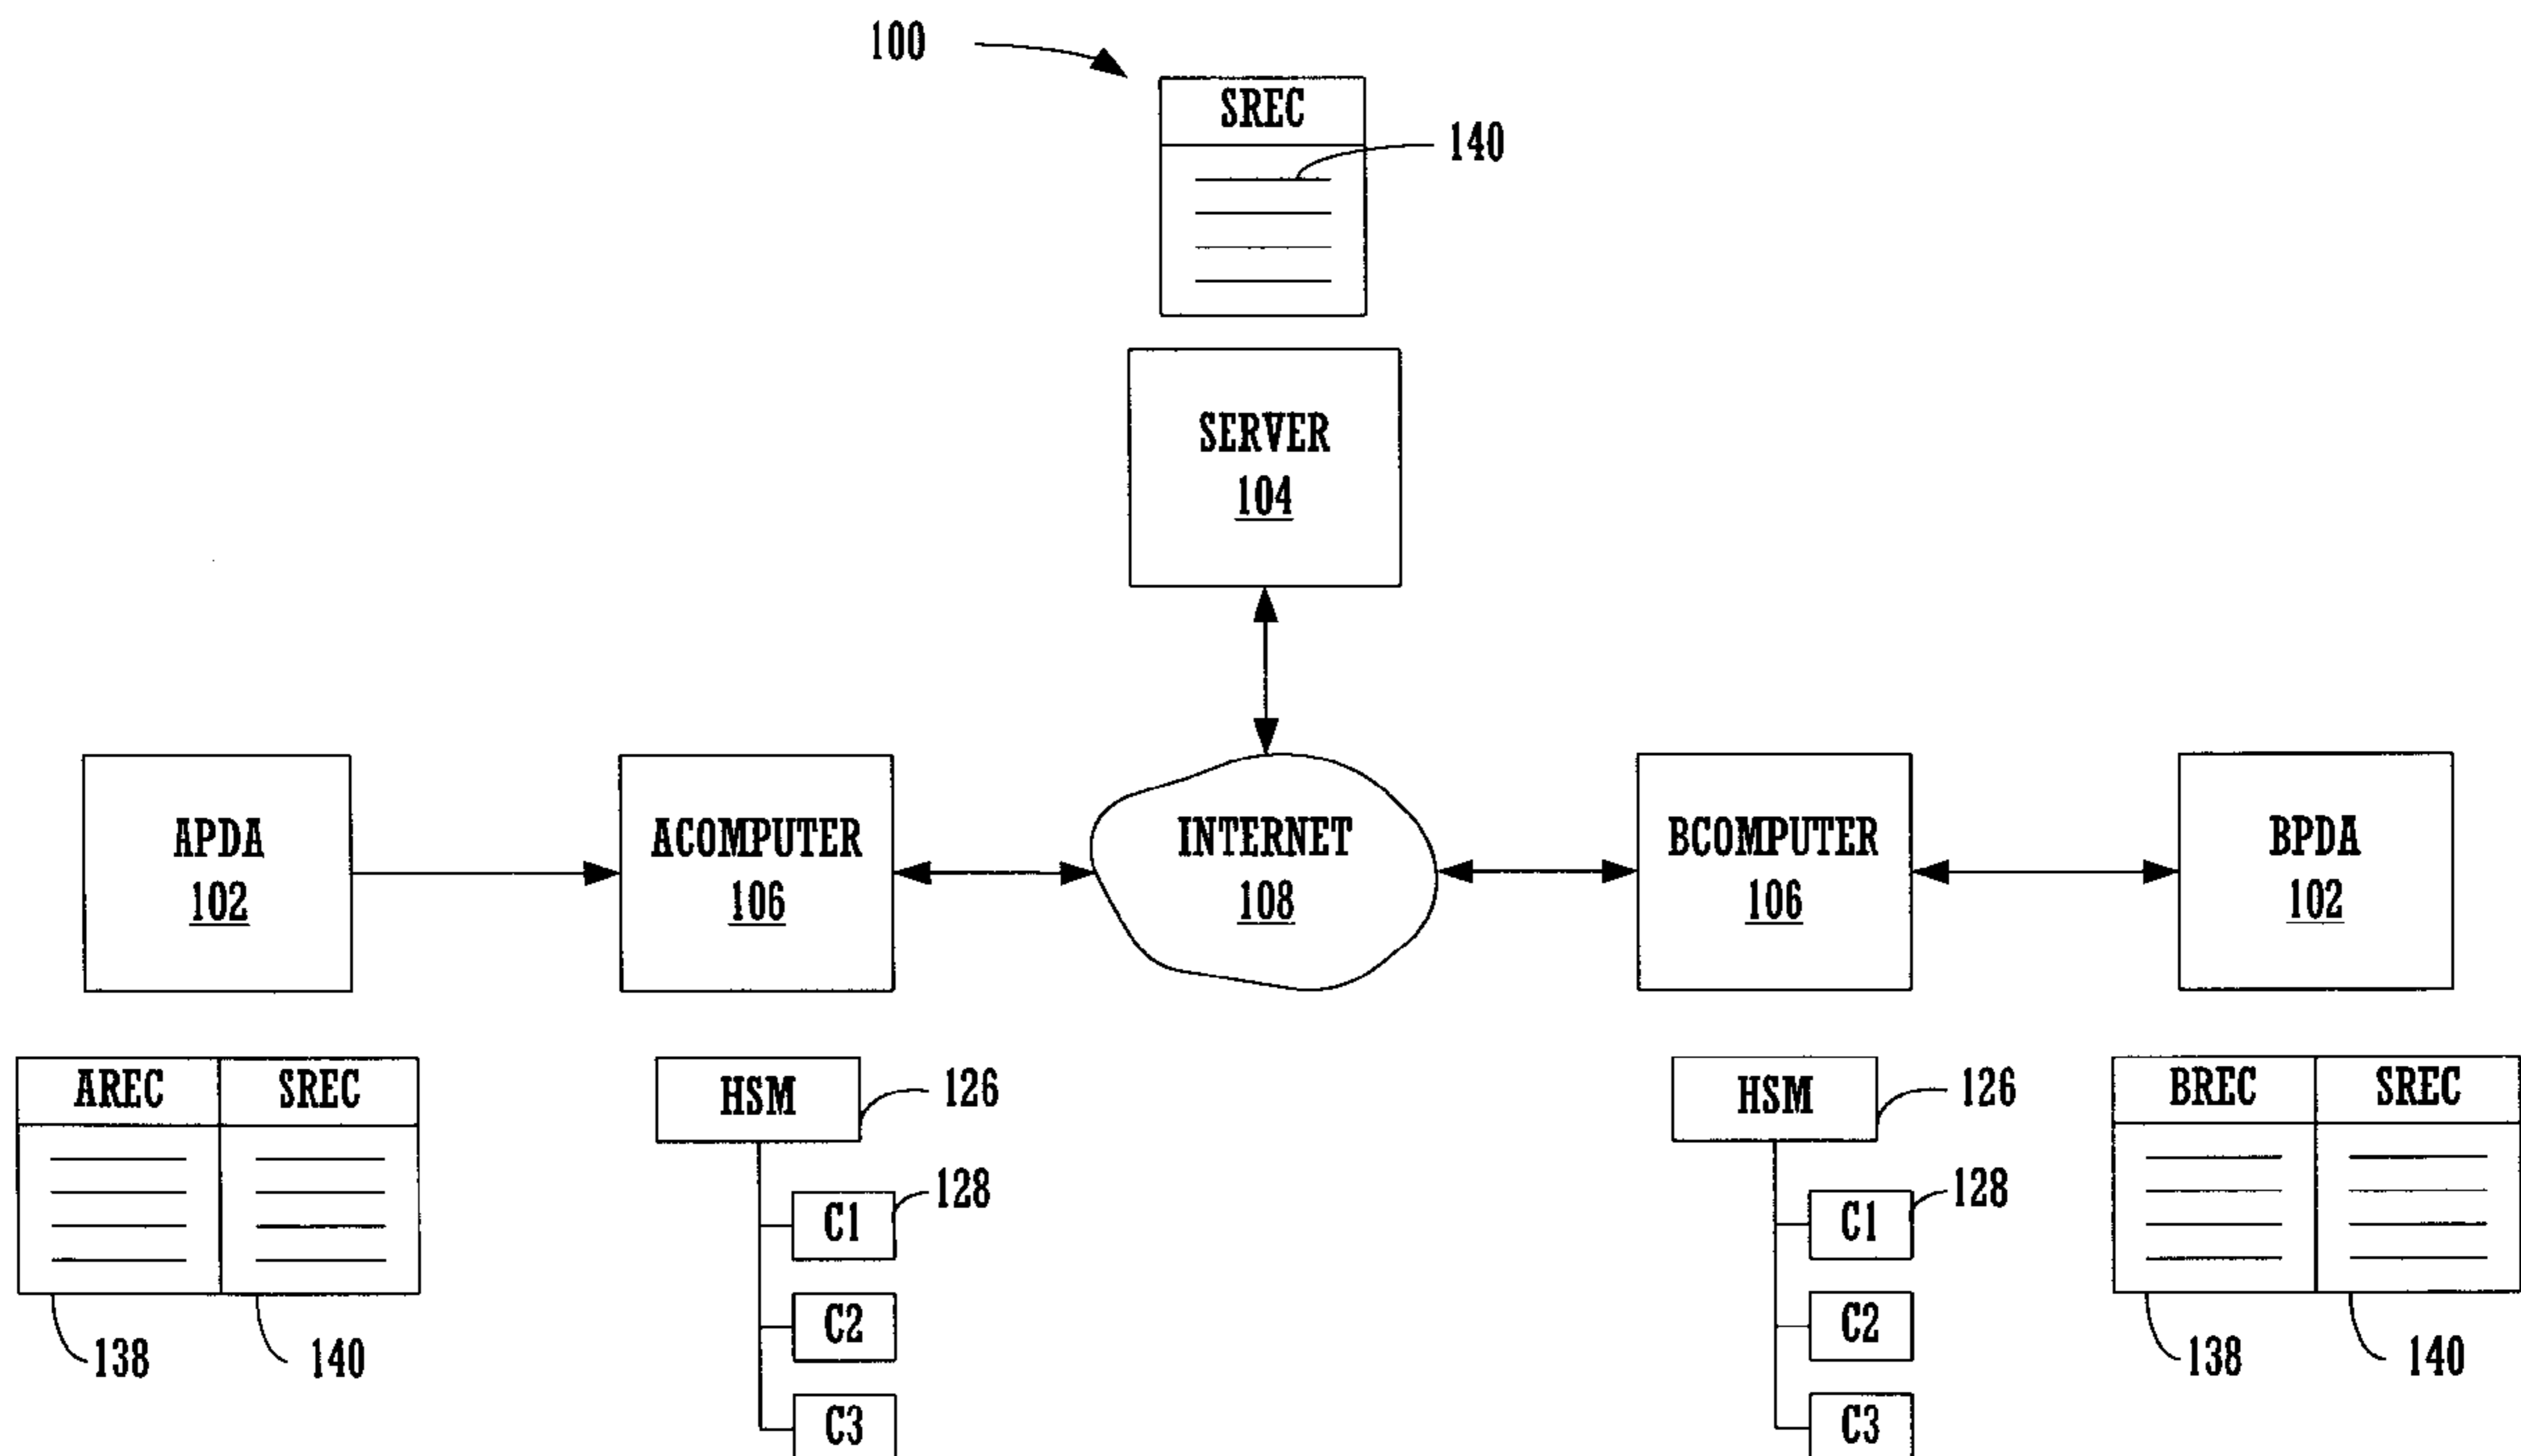 100
SREC
140
SERVER
104
APDA
102
ACOMPUTER
106
INTERNET
108
BCOMPUTER
106
BPDA
102
AREC
SREC
138
140
HSM
126
C1
128
C2
C3
HSM
126
C1
128
C2
C3
BREC
SREC
138
140